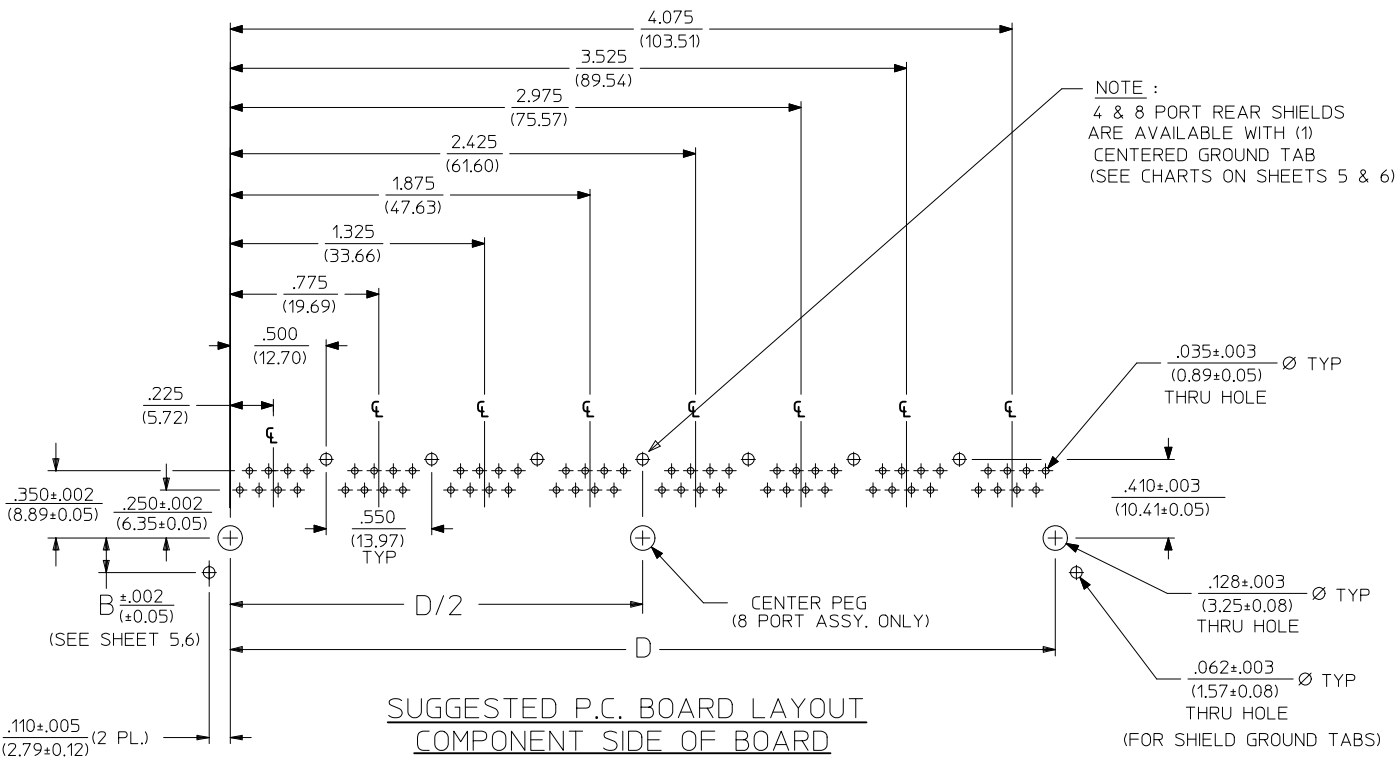 4.075
(103.51)
3.525
(89.54)
2.975
(75.57)
2.425
(61.60)
1.875
(47.63)
1.325
(33.66)
.775
(19.69)
.500
(12.70)
.225
(5.72)
NOTE :
4 & 8 PORT REAR SHIELDS
ARE AVAILABLE WITH (1)
CENTERED GROUND TAB
(SEE CHARTS ON SHEETS 5 & 6)
.035±.003
(0.89±0.05)
Ø TYP
THRU HOLE
℄
℄
℄
℄
℄
℄
℄
℄
.350±.002
(8.89±0.05)
.250±.002
(6.35±0.05)
.550
(13.97)
TYP
.410±.003
(10.41±0.05)
B ±.002
(±0.05)
(SEE SHEET 5,6)
D/2
CENTER PEG
(8 PORT ASSY. ONLY)
D
.128±.003
(3.25±0.08)
Ø TYP
THRU HOLE
.062±.003
(1.57±0.08)
Ø TYP
THRU HOLE
(FOR SHIELD GROUND TABS)
.110±.005
(2.79±0.12)
(2 PL.)
SUGGESTED P.C. BOARD LAYOUT
COMPONENT SIDE OF BOARD